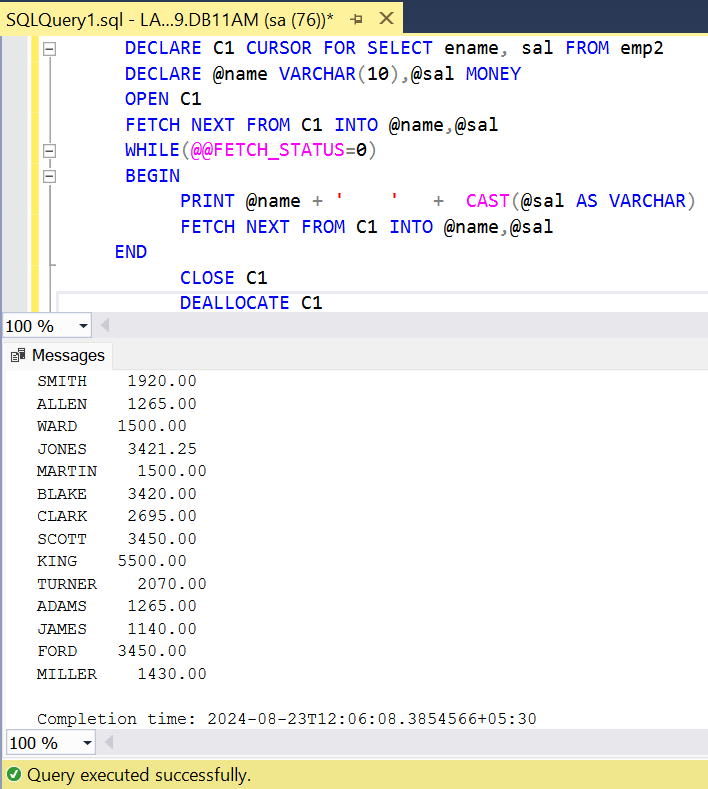 SQLQuery1.sql - LA...9.DB11AM (sa (76))*
DECLARE C1 CURSOR FOR SELECT ename, sal FROM emp2
DECLARE @name VARCHAR(10),@sal MONEY
OPEN C1
FETCH NEXT FROM C1 INTO @name,@sal
WHILE(@@FETCH_STATUS=0)
BEGIN
PRINT @name + '    ' + CAST(@sal AS VARCHAR)
FETCH NEXT FROM C1 INTO @name,@sal
END
CLOSE C1
DEALLOCATE C1
100 %
Messages
SMITH    1920.00
ALLEN    1265.00
WARD    1500.00
JONES    3421.25
MARTIN    1500.00
BLAKE    3420.00
CLARK    2695.00
SCOTT    3450.00
KING    5500.00
TURNER    2070.00
ADAMS    1265.00
JAMES    1140.00
FORD    3450.00
MILLER    1430.00
Completion time: 2024-08-23T12:06:08.3854566+05:30
100 %
Query executed successfully.